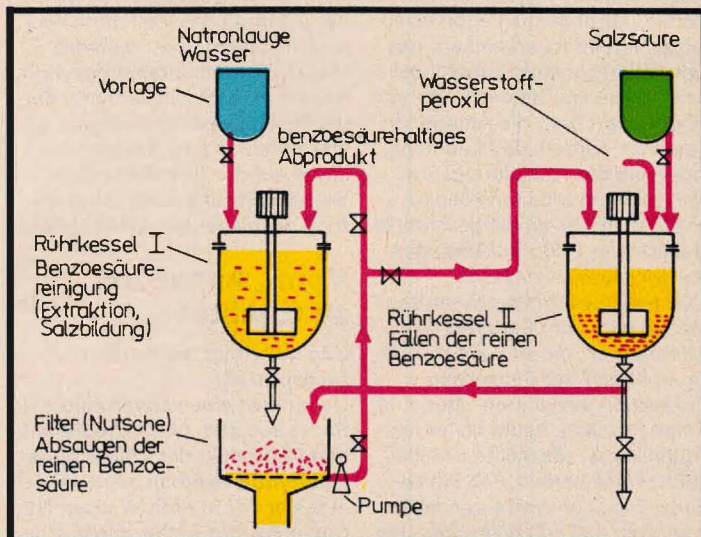 Natronlauge
Wasser
Vorlage
Salzsäure
Wasserstoff-
peroxid
benzoesäurehaltiges
Abprodukt
Rührkessel I
Benzoesäure-
reinigung
(Extraktion,
Salzbildung)
Rührkessel II
Fällen der reinen
Benzoesäure
Filter (Nutsche)
Absaugen der
reinen Benzoe-
säure
Pumpe